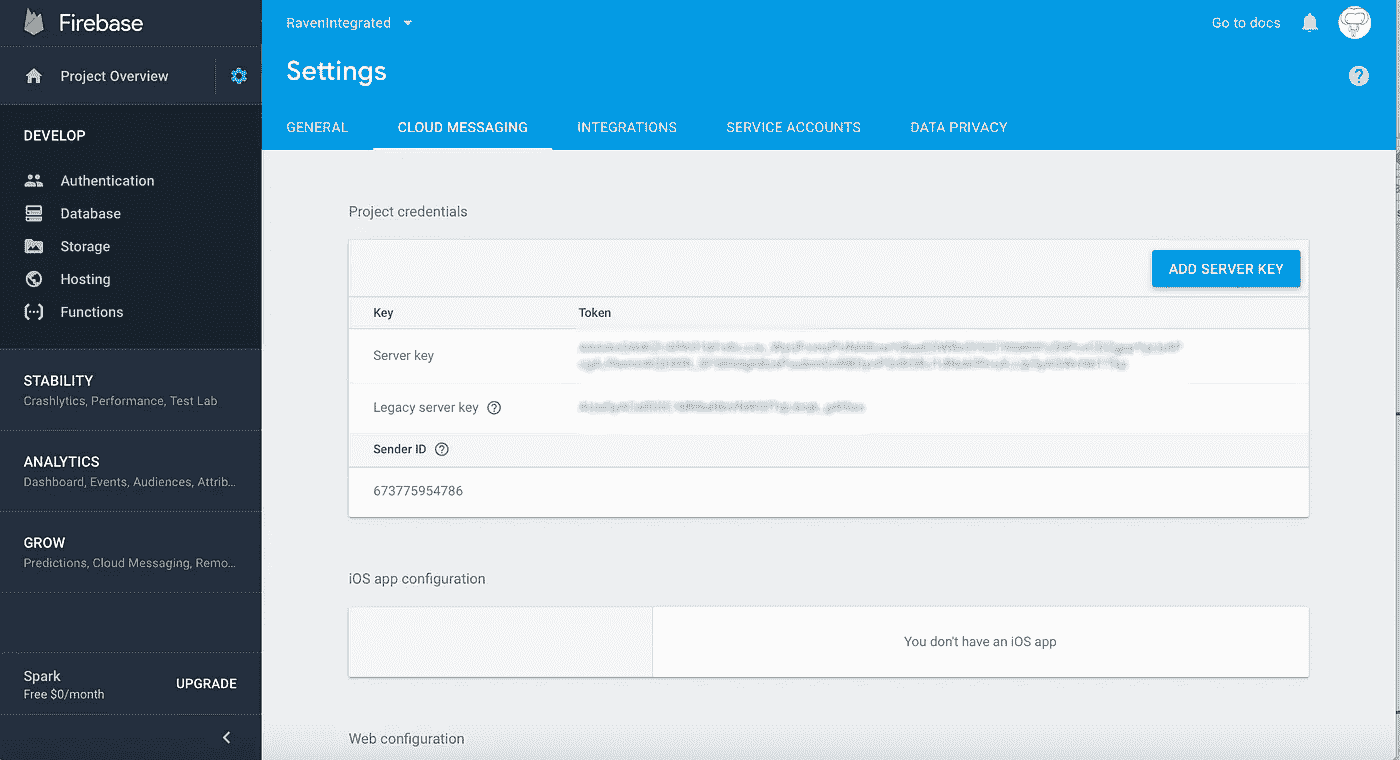 Firebase
Project Overview
DEVELOP
Authentication
Database
Storage
Hosting
Functions
STABILITY
Crashlytics, Performance, Test Lab
ANALYTICS
Dashboard, Events, Audiences, Attrib...
GROW
Predictions, Cloud Messaging, Remo...
Spark
Free $0/month
UPGRADE
RavenIntegrated
Go to docs
Settings
GENERAL CLOUD MESSAGING INTEGRATIONS SERVICE ACCOUNTS DATA PRIVACY
Project credentials
ADD SERVER KEY
Key Token
Server key
Legacy server key
Sender ID
673775954786
iOS app configuration
You don't have an iOS app
Web configuration